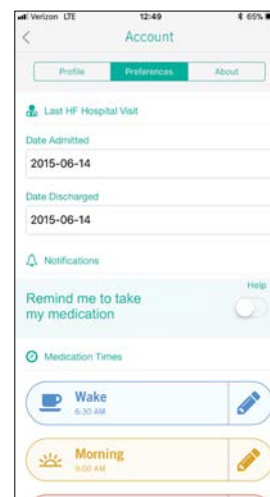 Verizon LTE 12:49 65%
Account
Profile Preferences About
Last HF Hospital Visit
Date Admitted
2015-06-14
Date Discharged
2015-06-14
Notifications
Help
Remind me to take
my medication
Medication Times
Wake
6:30 AM
Morning
9:00 AM